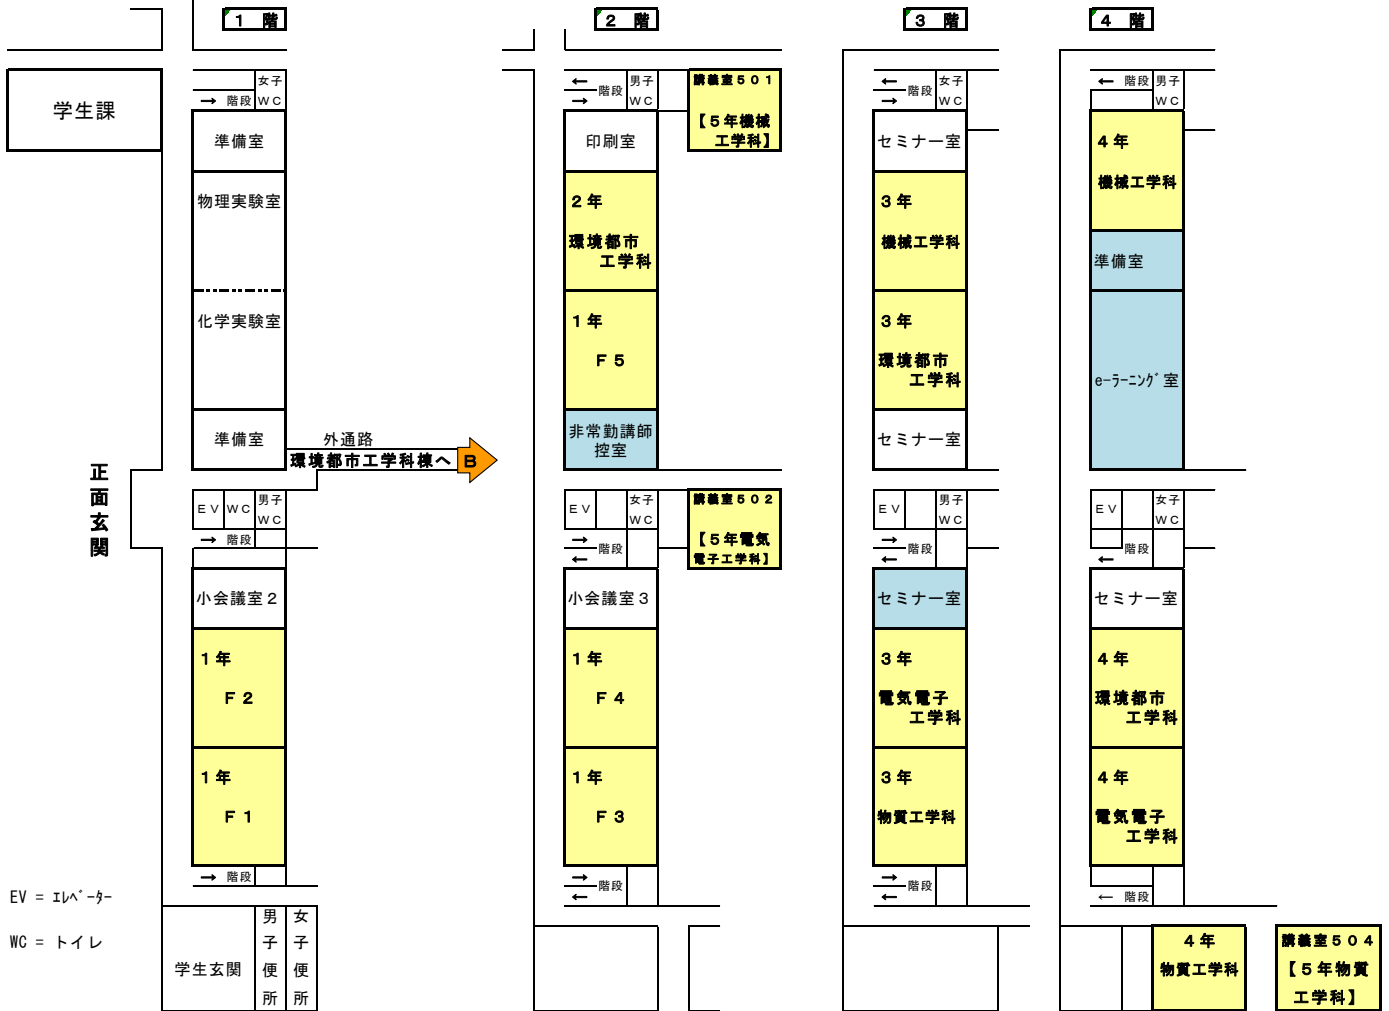 1 階
女子
WC
→ 階段
学生課
準備室
物理実験室
化学実験室
準備室
外通路
環境都市工学科棟へ B
正面玄関
EV WC 男子
WC
→ 階段
小会議室2
1年
F2
1年
F1
→ 階段
EV = エレベーター
WC = トイレ
学生玄関
男子便所
女子便所
2 階
← 階段 男子
→ WC
講義室501
【5年機械
工学科】
印刷室
2年
環境都市
工学科
1年
F5
非常勤講師
控室
EV 女子
WC
講義室502
【5年電気
電子工学科】
→ 階段
←
小会議室3
1年
F4
1年
F3
→ 階段
←
3 階
← 階段 女子
→ WC
セミナー室
3年
機械工学科
3年
環境都市
工学科
セミナー室
EV 男子
WC
→ 階段
←
セミナー室
3年
電気電子
工学科
3年
物質工学科
→ 階段
←
4 階
← 階段 男子
WC
4年
機械工学科
準備室
e-ラーニング室
EV 女子
WC
← 階段
セミナー室
4年
環境都市
工学科
4年
電気電子
工学科
← 階段
4年
物質工学科
講義室504
【5年物質
工学科】